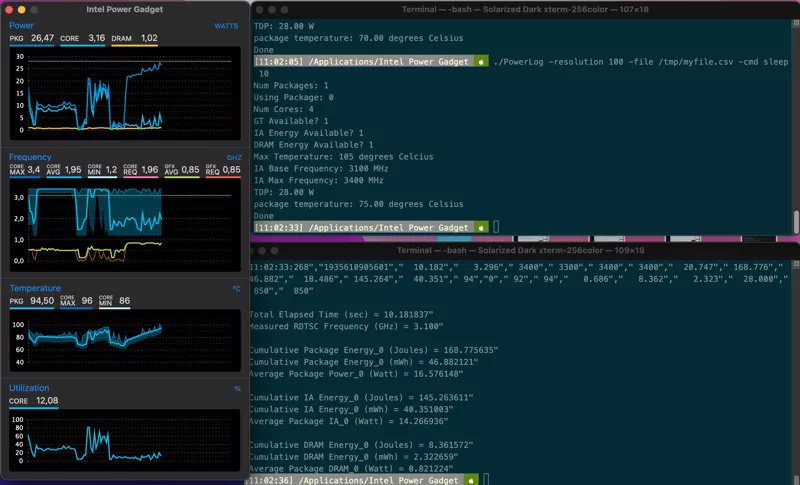 Intel Power Gadget
Power WATTS
PKG 26,47 CORE 3,16 DRAM 1,02
30
25
20
15
10
5
0
Frequency GHZ
CORE MAX 3,4 CORE AVG 1,95 CORE MIN 1,2 CORE REQ 1,96 GFX AVG 0,85 GFX REQ 0,85
3,0
2,0
1,0
0,0
Temperature °C
PKG 94,50 CORE MAX 96 CORE MIN 86
100
80
60
40
Utilization %
CORE 12,08
100
80
60
40
20
0
Terminal — -bash — Solarized Dark xterm-256color — 107×18
TDP: 28.00 W
package temperature: 70.00 degrees Celsius
Done
[11:02:05] /Applications/Intel Power Gadget ./PowerLog -resolution 100 -file /tmp/myfile.csv -cmd sleep
10
Num Packages: 1
Using Package: 0
Num Cores: 4
GT Available? 1
IA Energy Available? 1
DRAM Energy Available? 1
Max Temperature: 105 degrees Celcius
IA Base Frequency: 3100 MHz
IA Max Frequency: 3400 MHz
TDP: 28.00 W
package temperature: 75.00 degrees Celsius
Done
[11:02:33] /Applications/Intel Power Gadget
Terminal — -bash — Solarized Dark xterm-256color — 109×19
11:02:33:268","1935610905601", 10.182", 3.296", 3400", 3300", 3400", 3400", 20.747", 168.776",
46.882", 18.486", 145.264", 40.351", 94","0", 92", 94", 0.686", 8.362", 2.323", 28.000",
850", 850
Total Elapsed Time (sec) = 10.181837"
Measured RDTSC Frequency (GHz) = 3.100"
Cumulative Package Energy_0 (Joules) = 168.775635"
Cumulative Package Energy_0 (mWh) = 46.882121"
Average Package Power_0 (Watt) = 16.576148"
Cumulative IA Energy_0 (Joules) = 145.263611"
Cumulative IA Energy_0 (mWh) = 40.351003"
Average Package IA_0 (Watt) = 14.266936"
Cumulative DRAM Energy_0 (Joules) = 8.361572"
Cumulative DRAM Energy_0 (mWh) = 2.322659"
Average Package DRAM_0 (Watt) = 0.821224"
[11:02:36] /Applications/Intel Power Gadget